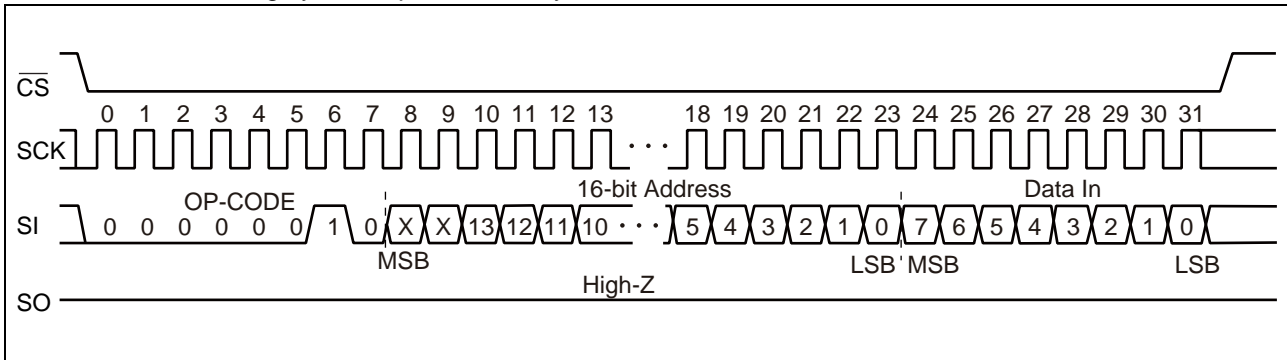 CS
0 1 2 3 4 5 6 7 8 9 10 11 12 13 18 19 20 21 22 23 24 25 26 27 28 29 30 31
SCK
···
OP-CODE 16-bit Address Data In
SI 0 0 0 0 0 0 1 0 X X 13 12 11 10 ··· 5 4 3 2 1 0 7 6 5 4 3 2 1 0
MSB LSB MSB LSB
High-Z
SO